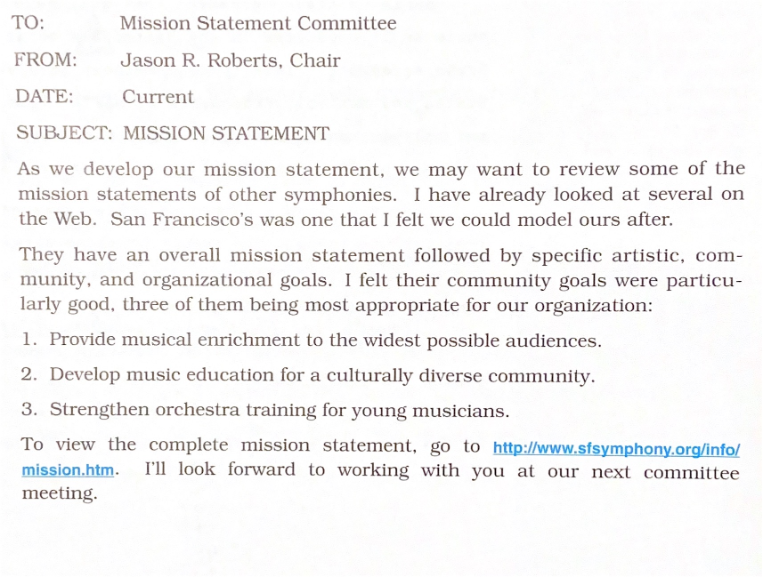 TO: Mission Statement Committee
FROM: Jason R. Roberts, Chair
DATE: Current
SUBJECT: MISSION STATEMENT
As we develop our mission statement, we may want to review some of the
mission statements of other symphonies. I have already looked at several on
the Web. San Francisco's was one that I felt we could model ours after.
They have an overall mission statement followed by specific artistic, com-
munity, and organizational goals. I felt their community goals were particu-
larly good, three of them being most appropriate for our organization:
1. Provide musical enrichment to the widest possible audiences.
2. Develop music education for a culturally diverse community.
3. Strengthen orchestra training for young musicians.
To view the complete mission statement, go to http://www.sfsymphony.org/info/
mission.htm. I'll look forward to working with you at our next committee
meeting.